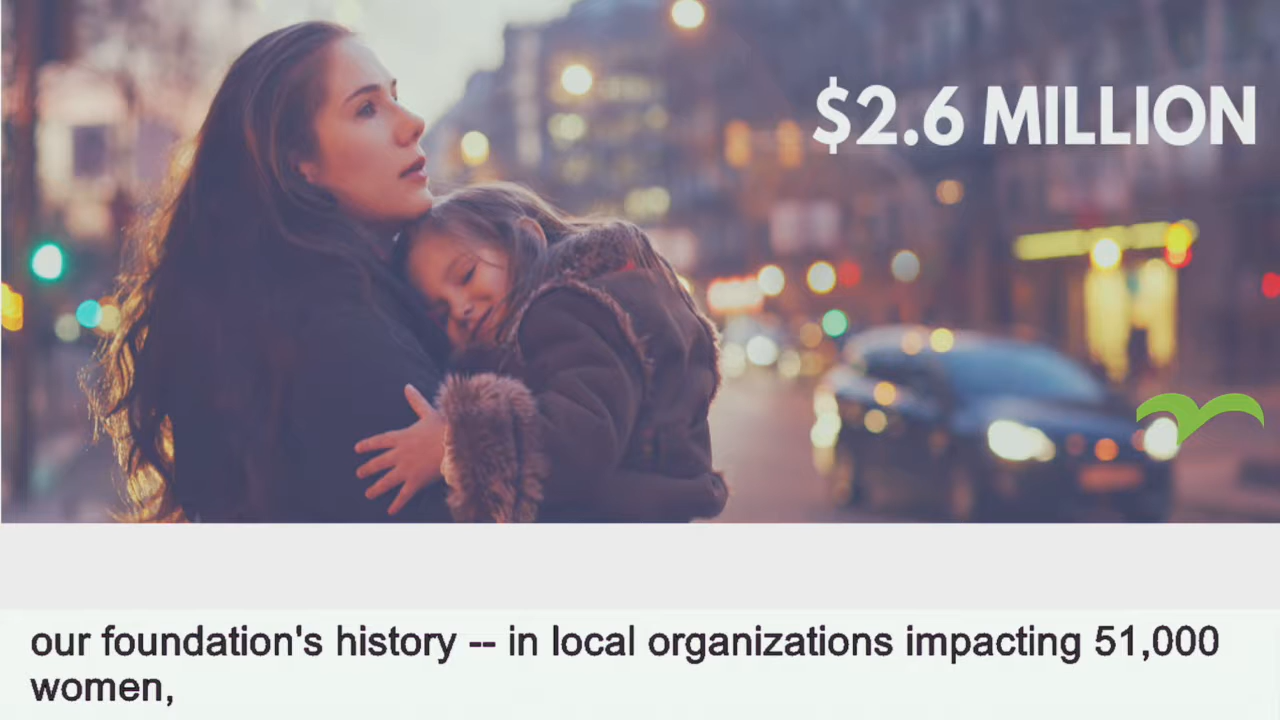 $2.6 MILLION
our foundation's history -- in local organizations impacting 51,000
women,